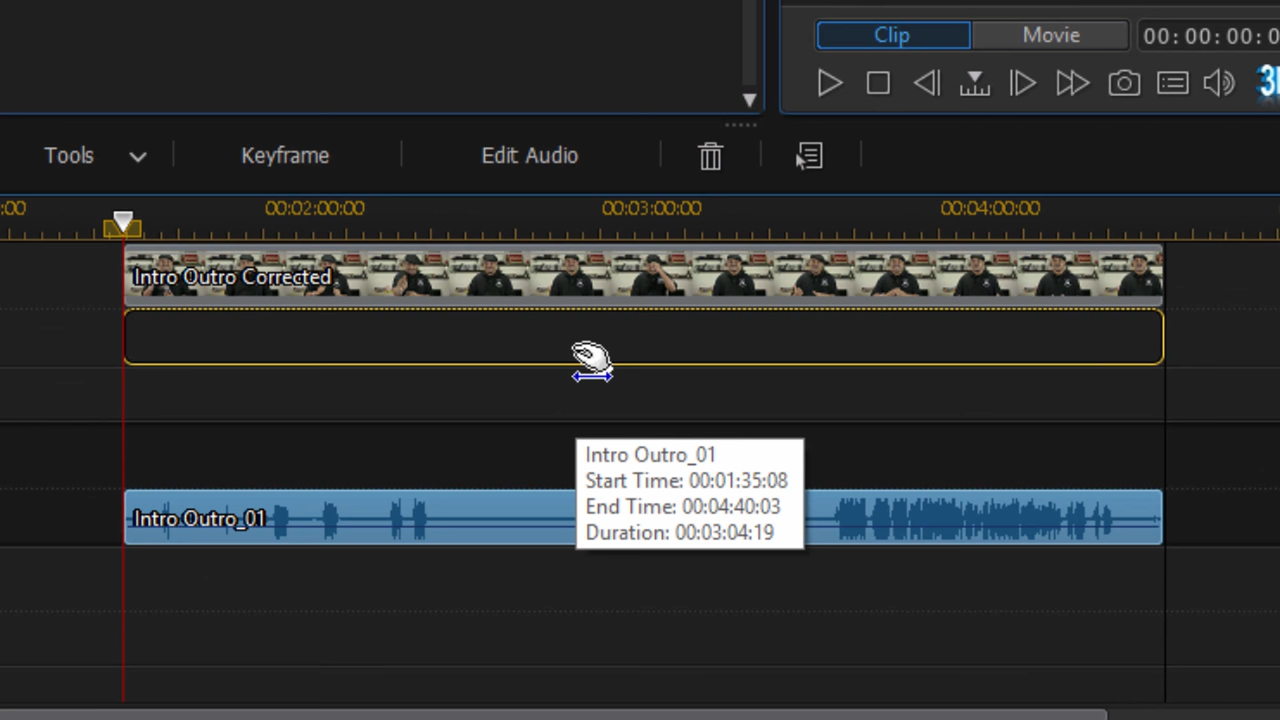 Clip
Movie
00:00:00:0
Tools
Keyframe
Edit Audio
:00
00:02:00:00
00:03:00:00
00:04:00:00
Intro Outro Corrected
Intro Outro_01
Start Time: 00:01:35:08
End Time: 00:04:40:03
Duration: 00:03:04:19
Intro Outro_01